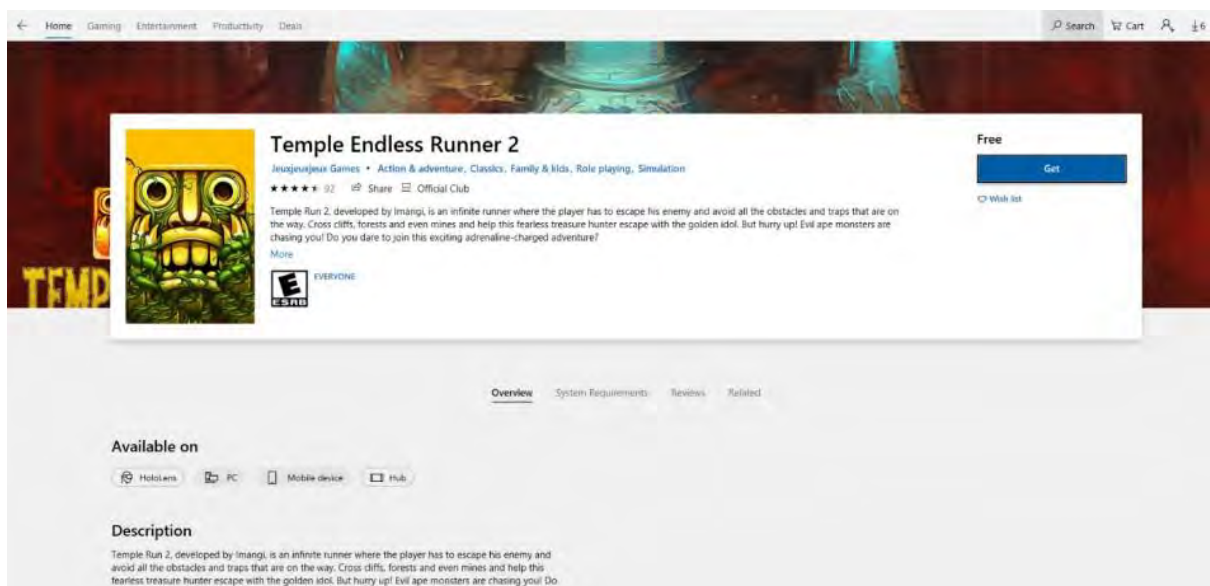 Home Gaming Entertainment Productivity Deals Search Cart 6
TEMP
Temple Endless Runner 2
Jeuxjeuxjeux Games • Action & adventure, Classics, Family & kids, Role playing, Simulation
92 Share Official Club
Temple Run 2, developed by Imangi, is an infinite runner where the player has to escape his enemy and avoid all the obstacles and traps that are on
the way. Cross cliffs, forests and even mines and help this fearless treasure hunter escape with the golden idol. But hurry up! Evil ape monsters are
chasing you! Do you dare to join this exciting adrenaline-charged adventure?
More
E
ESRB
EVERYONE
Free
Get
Wish list
Overview System Requirements Reviews Related
Available on
HoloLens PC Mobile device Hub
Description
Temple Run 2, developed by Imangi, is an infinite runner where the player has to escape his enemy and
avoid all the obstacles and traps that are on the way. Cross cliffs, forests and even mines and help this
fearless treasure hunter escape with the golden idol. But hurry up! Evil ape monsters are chasing you! Do